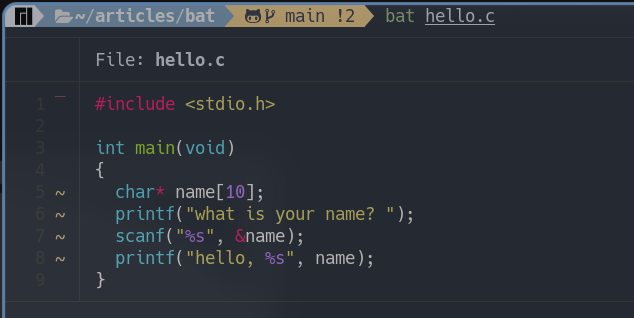 ~/articles/bat main !2 bat hello.c
File: hello.c
1 _ #include <stdio.h>
2
3 int main(void)
4 {
5 ~ char* name[10];
6 ~ printf("what is your name? ");
7 ~ scanf("%s", &name);
8 ~ printf("hello, %s", name);
9 }